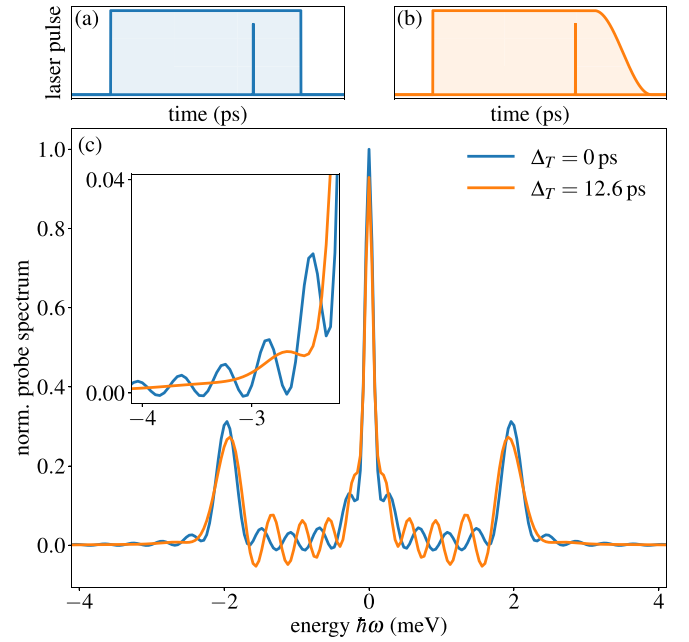 (a)
(b)
laser pulse
time (ps)
time (ps)
(c)
1.0
0.8
0.6
0.4
0.2
0.0
norm. probe spectrum
Δ_T = 0 ps
Δ_T = 12.6 ps
0.04
0.00
−4
−3
−4
−2
0
2
4
energy ħω (meV)